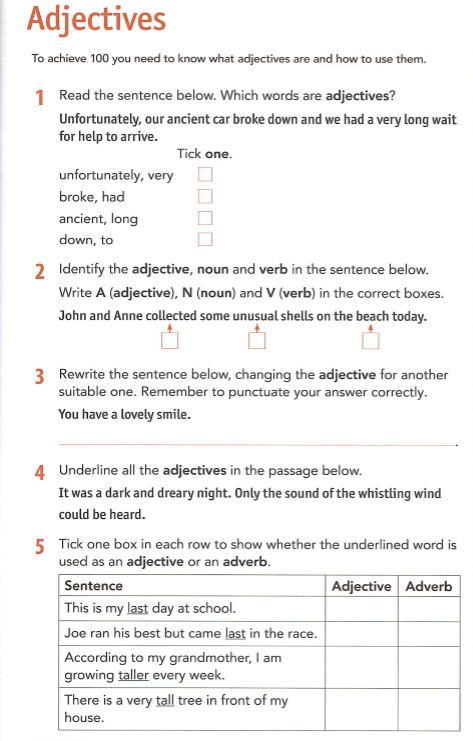 Adjectives
To achieve 100 you need to know what adjectives are and how to use them.
1 Read the sentence below. Which words are adjectives?
Unfortunately, our ancient car broke down and we had a very long wait
for help to arrive.
Tick one.
unfortunately, very
broke, had
ancient, long
down, to
2 Identify the adjective, noun and verb in the sentence below.
Write A (adjective), N (noun) and V (verb) in the correct boxes.
John and Anne collected some unusual shells on the beach today.
3 Rewrite the sentence below, changing the adjective for another
suitable one. Remember to punctuate your answer correctly.
You have a lovely smile.
4 Underline all the adjectives in the passage below.
It was a dark and dreary night. Only the sound of the whistling wind
could be heard.
5 Tick one box in each row to show whether the underlined word is
used as an adjective or an adverb.
Sentence Adjective Adverb
This is my last day at school.
Joe ran his best but came last in the race.
According to my grandmother, I am
growing taller every week.
There is a very tall tree in front of my
house.